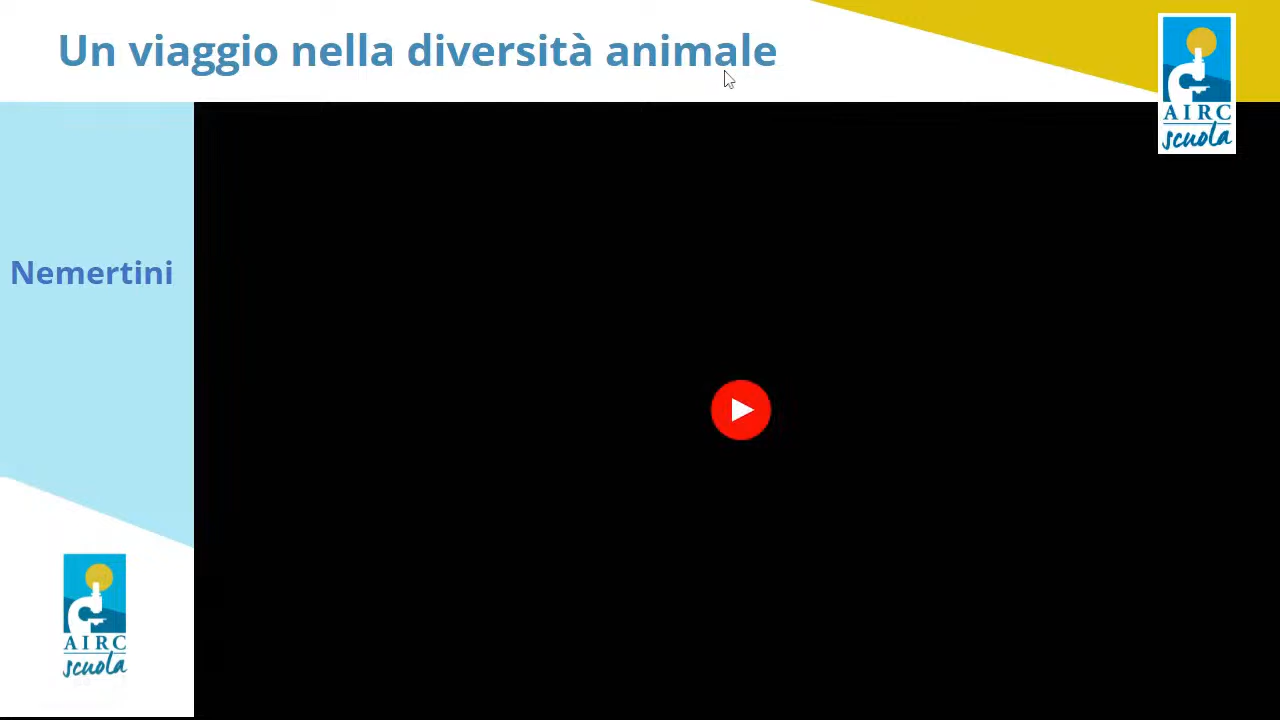 Un viaggio nella diversità animale
AIRC
scuola
Nemertini
AIRC
scuola